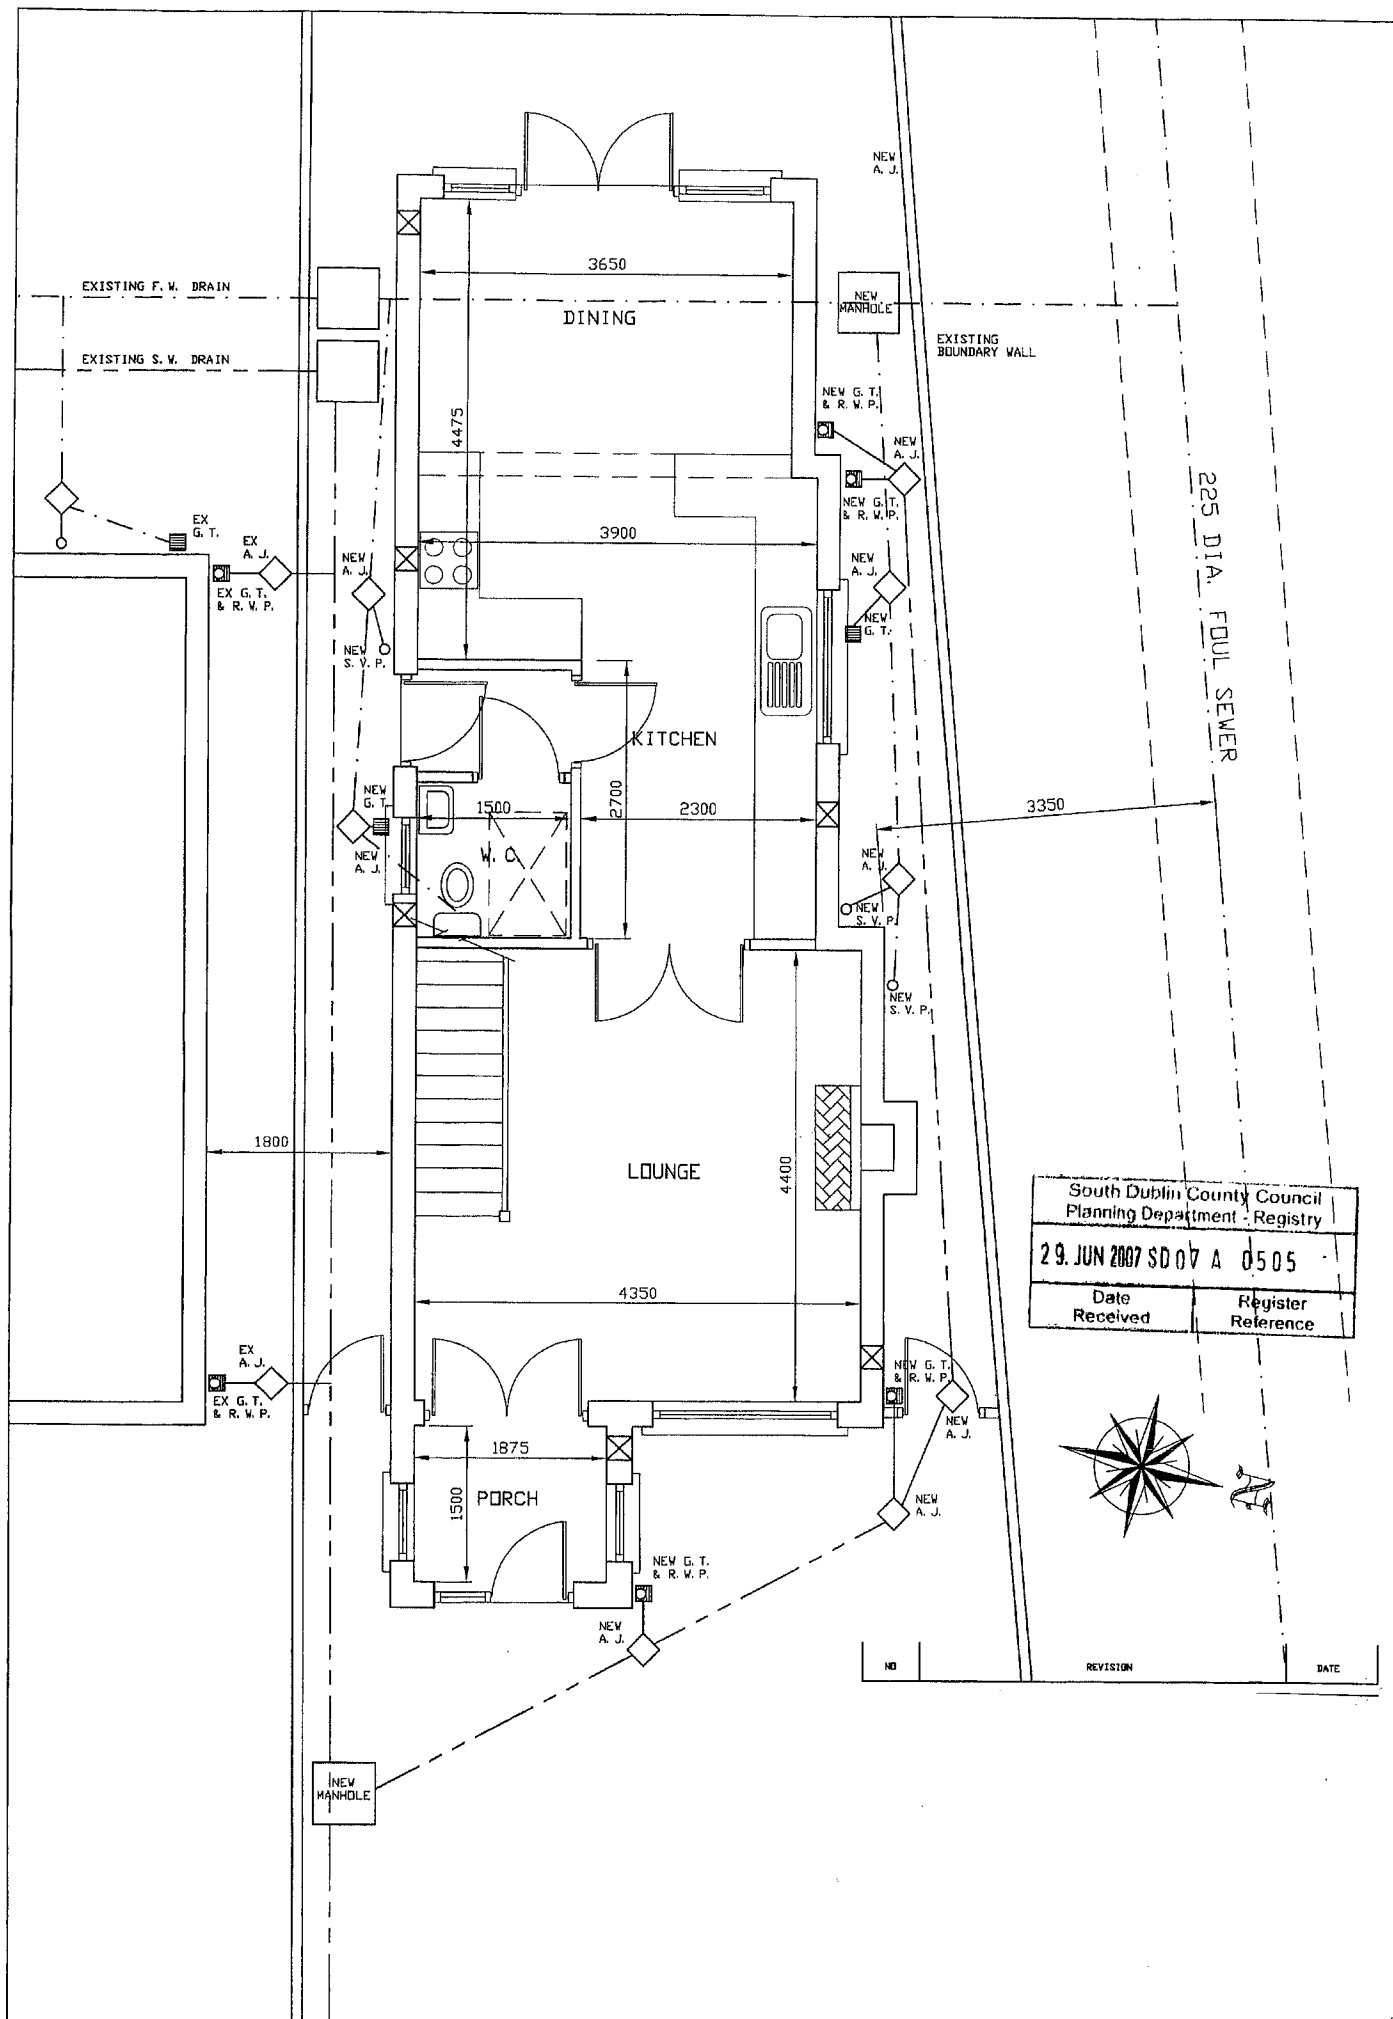 NEW
A. J.
3650
EXISTING F. W. DRAIN
NEW
MANHOLE
DINING
EXISTING
BOUNDARY WALL
EXISTING S. W. DRAIN
NEW G. T.
& R. W. P.
4475
NEW
A. J.
225 DIA. FOUL SEWER
NEW G. T.
& R. W. P.
EX
G. T.
3900
EX
A. J.
NEW
A. J.
NEW
A. J.
EX G. T.
& R. W. P.
NEW
G. T.
NEW
S. V. P.
KITCHEN
2700
NEW
G. T.
1500
2300
3350
NEW
A. J.
W. C.
NEW
A. J.
NEW
S. V. P.
NEW
S. V. P.
1800
LOUNGE
4400
South Dublin County Council
Planning Department - Registry
29. JUN 2007 SD07 A 0505
Date
Received
Register
Reference
4350
EX
A. J.
NEW G. T.
& R. W. P.
EX G. T.
& R. W. P.
NEW
A. J.
1875
PORCH
1500
N
NEW
A. J.
NEW G. T.
& R. W. P.
NEW
A. J.
NO REVISION DATE
NEW
MANHOLE